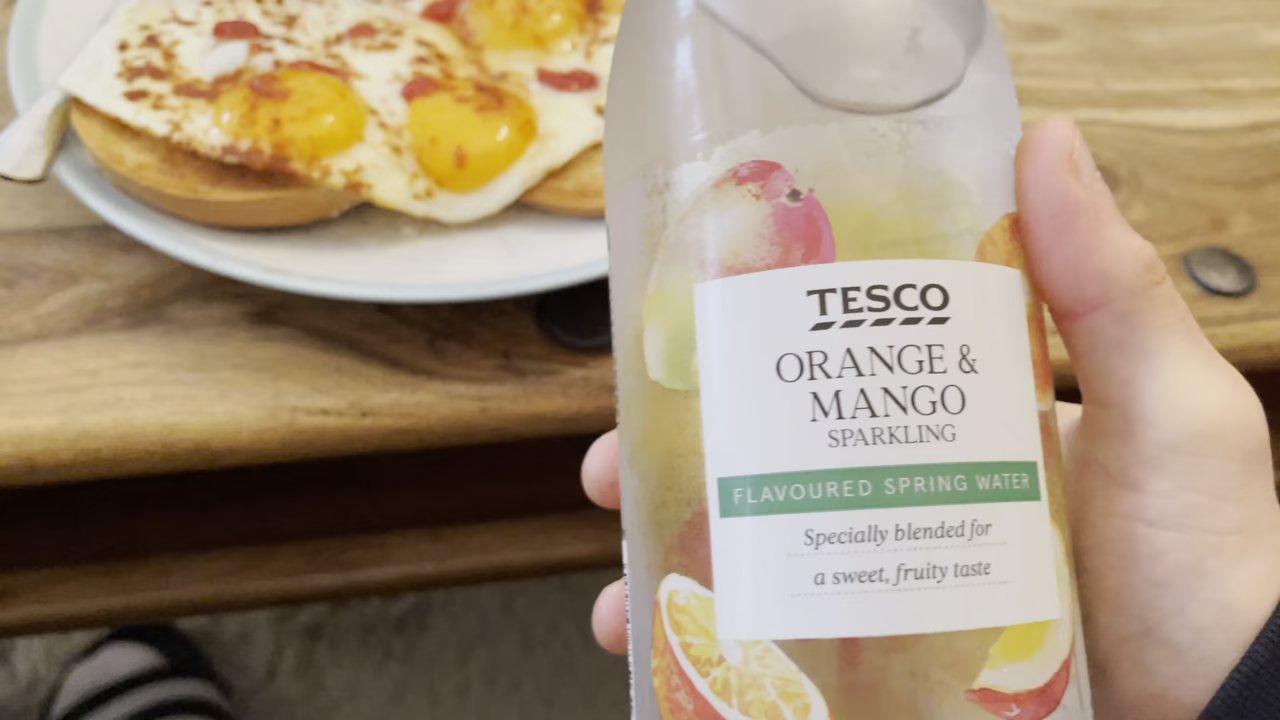 TESCO
ORANGE &
MANGO
SPARKLING
FLAVOURED SPRING WATER
Specially blended for
a sweet, fruity taste